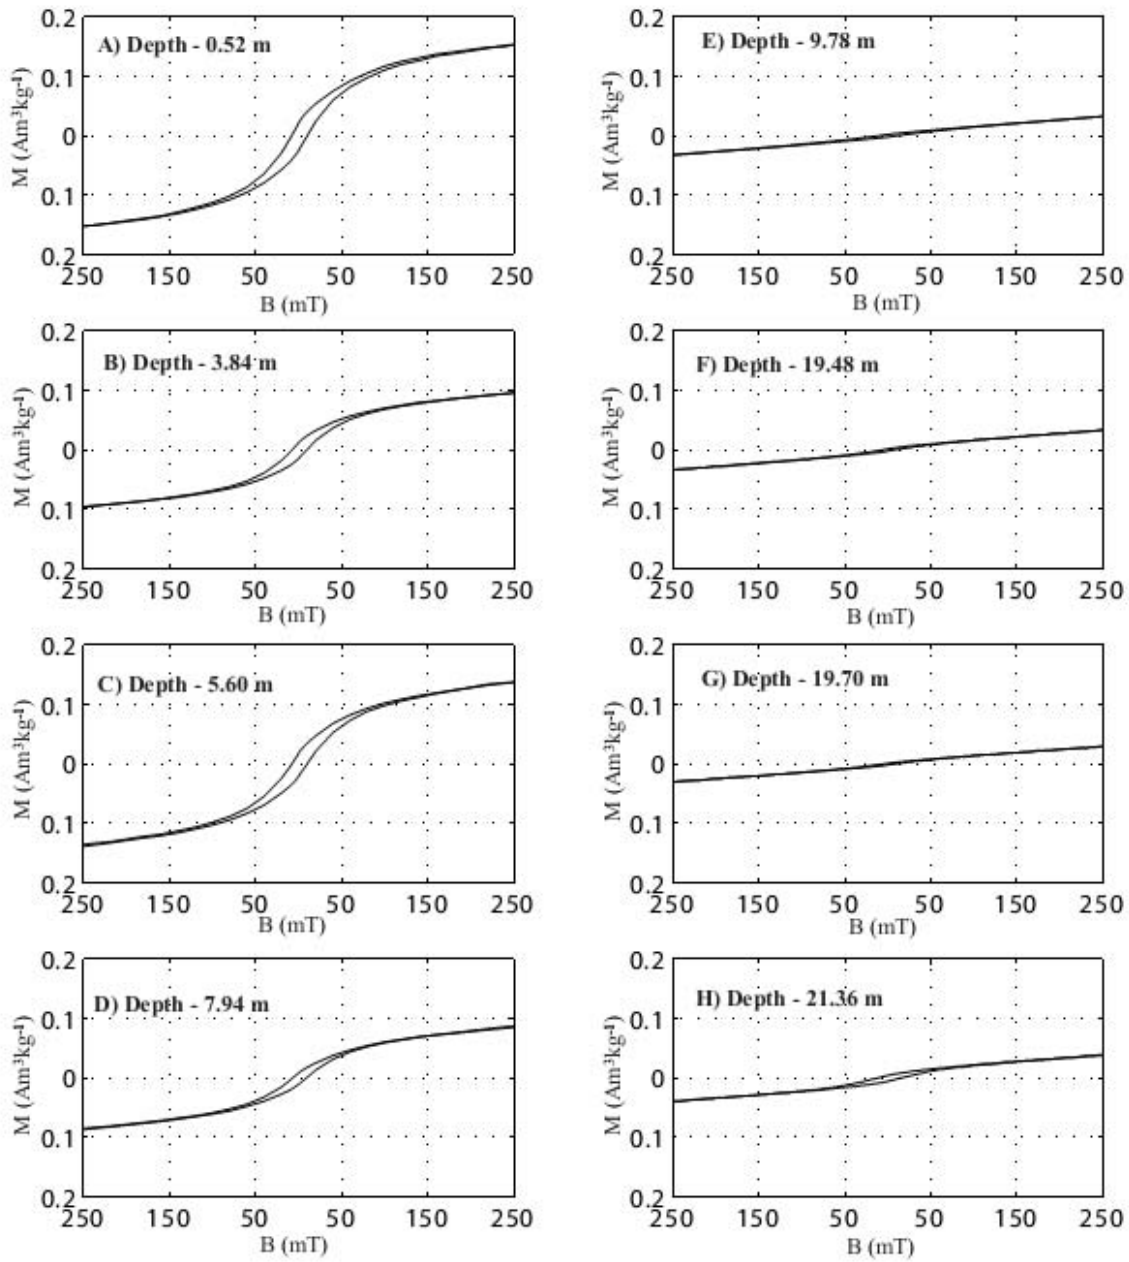 A) Depth - 0.52 m
0.2
0.1
0
0.1
0.2
M (Am³kg⁻¹)
250 150 50 50 150 250
B (mT)
B) Depth - 3.84 m
0.2
0.1
0
0.1
0.2
M (Am³kg⁻¹)
250 150 50 50 150 250
B (mT)
C) Depth - 5.60 m
0.2
0.1
0
0.1
0.2
M (Am³kg⁻¹)
250 150 50 50 150 250
B (mT)
D) Depth - 7.94 m
0.2
0.1
0
0.1
0.2
M (Am³kg⁻¹)
250 150 50 50 150 250
B (mT)
E) Depth - 9.78 m
0.2
0.1
0
0.1
0.2
M (Am³kg⁻¹)
250 150 50 50 150 250
B (mT)
F) Depth - 19.48 m
0.2
0.1
0
0.1
0.2
M (Am³kg⁻¹)
250 150 50 50 150 250
B (mT)
G) Depth - 19.70 m
0.2
0.1
0
0.1
0.2
M (Am³kg⁻¹)
250 150 50 50 150 250
B (mT)
H) Depth - 21.36 m
0.2
0.1
0
0.1
0.2
M (Am³kg⁻¹)
250 150 50 50 150 250
B (mT)